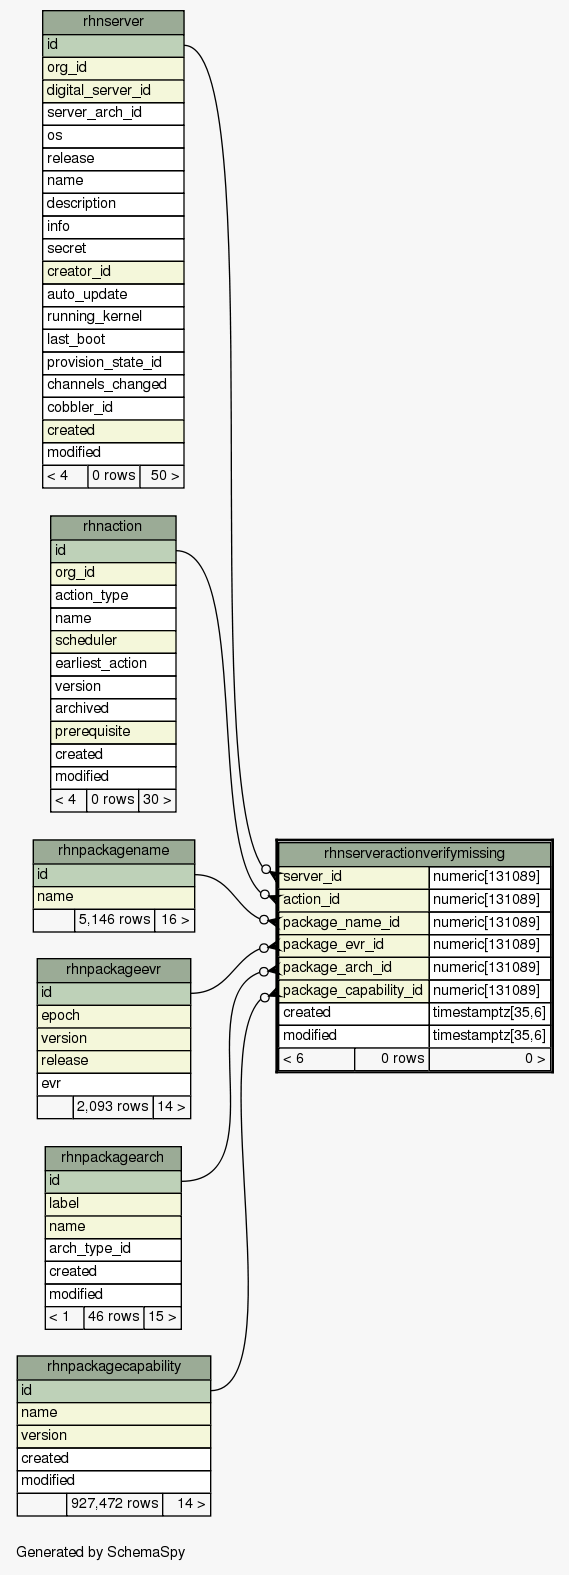 rhnserver
id
org_id
digital_server_id
server_arch_id
os
release
name
description
info
secret
creator_id
auto_update
running_kernel
last_boot
provision_state_id
channels_changed
cobbler_id
created
modified
< 4 0 rows 50 >
rhnaction
id
org_id
action_type
name
scheduler
earliest_action
version
archived
prerequisite
created
modified
< 4 0 rows 30 >
rhnpackagename
id
name
5,146 rows 16 >
rhnpackageevr
id
epoch
version
release
evr
2,093 rows 14 >
rhnpackagearch
id
label
name
arch_type_id
created
modified
< 1 46 rows 15 >
rhnpackagecapability
id
name
version
created
modified
927,472 rows 14 >
rhnserveractionverifymissing
server_id numeric[131089]
action_id numeric[131089]
package_name_id numeric[131089]
package_evr_id numeric[131089]
package_arch_id numeric[131089]
package_capability_id numeric[131089]
created timestamptz[35,6]
modified timestamptz[35,6]
< 6 0 rows 0 >
Generated by SchemaSpy